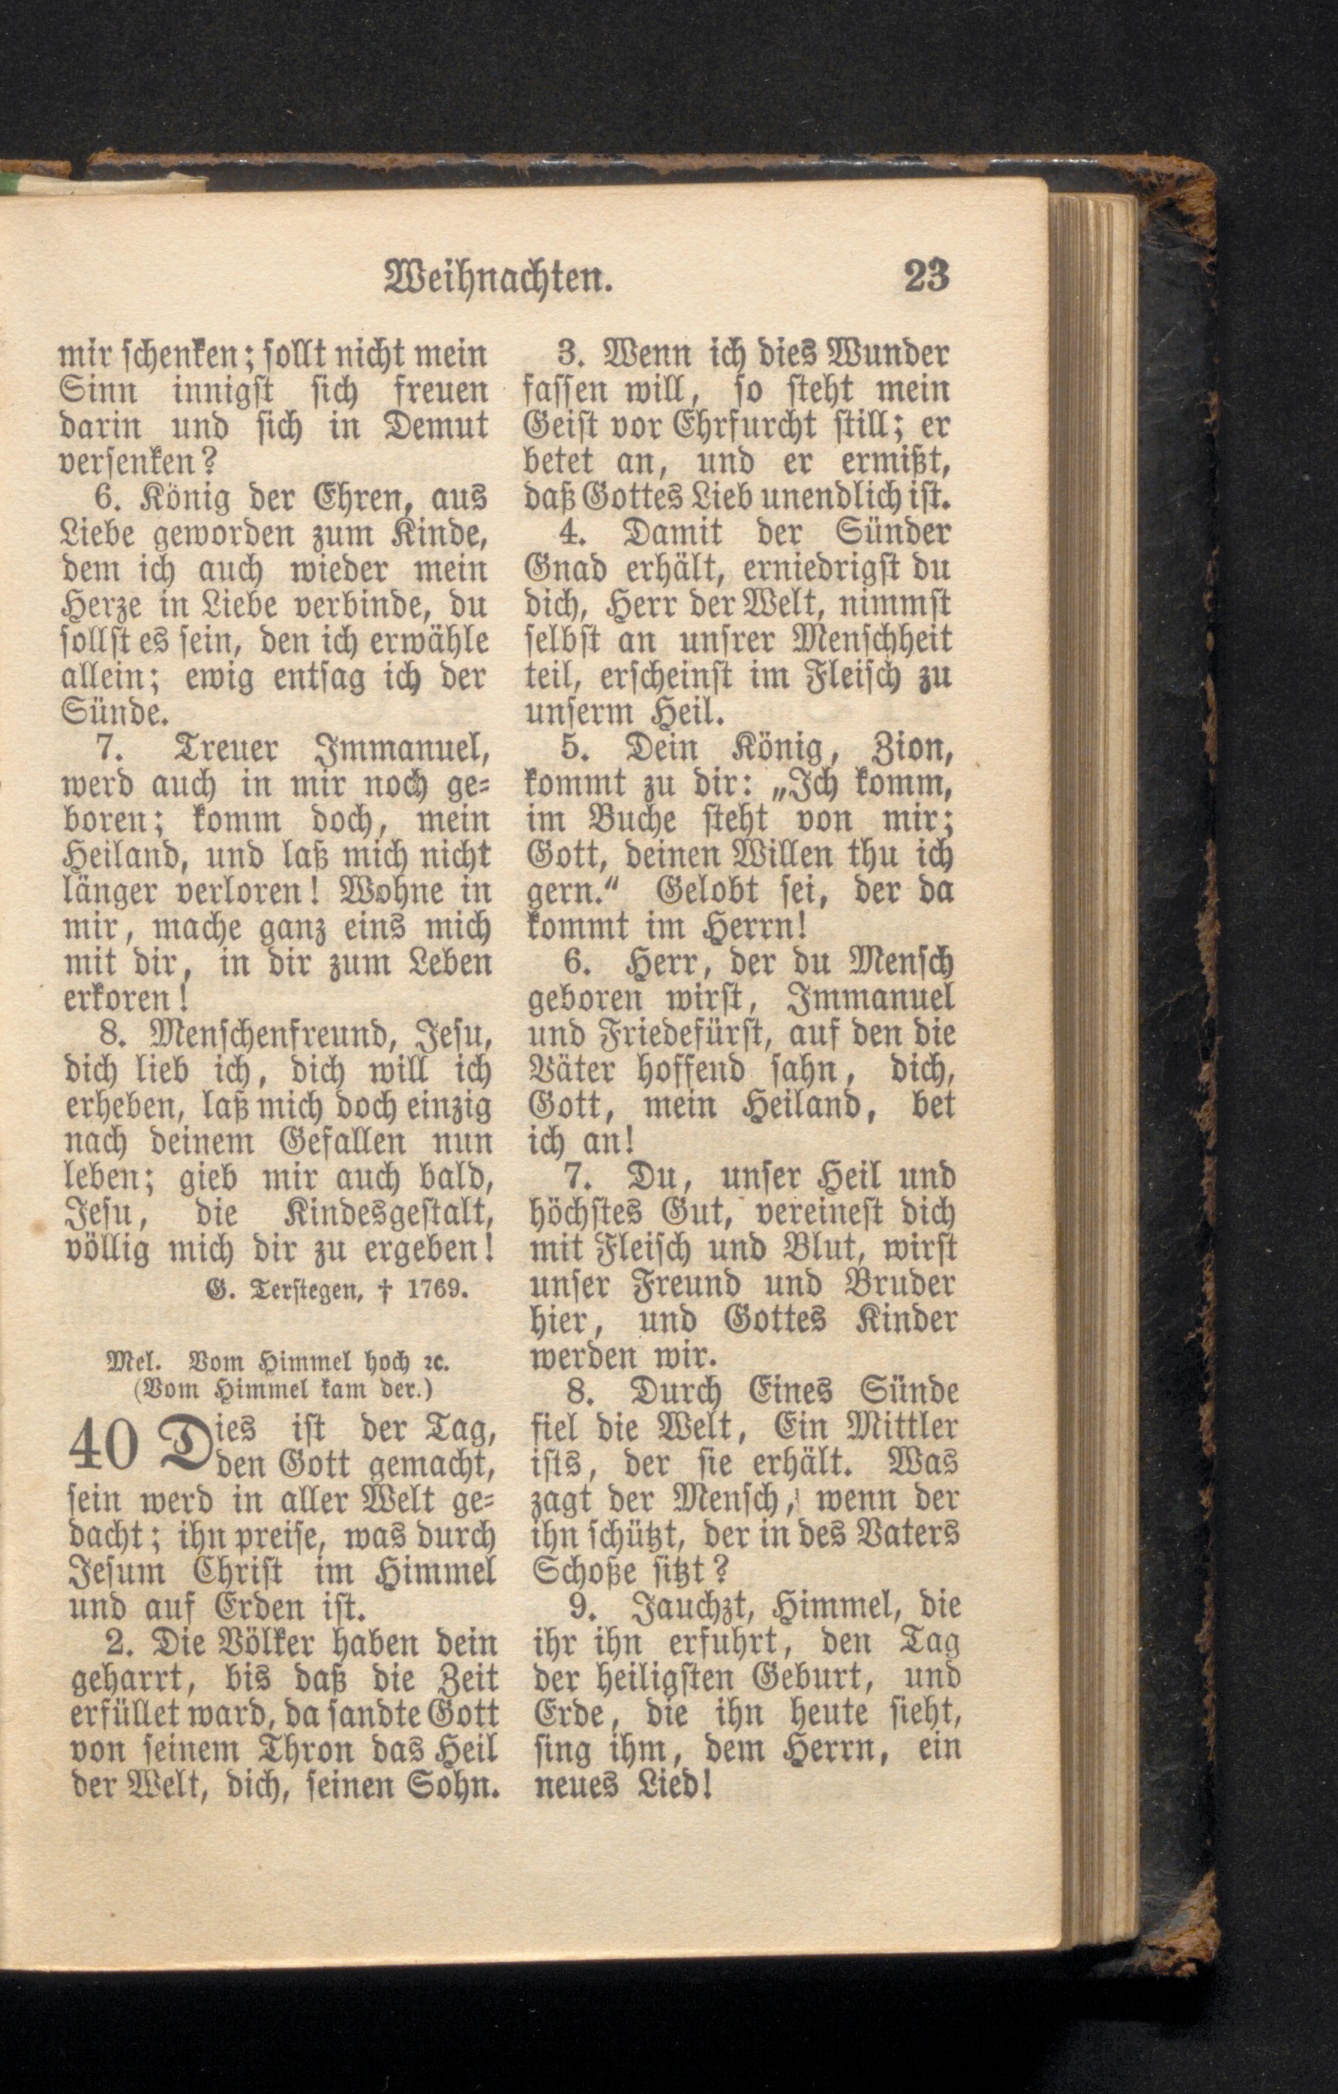 Weihnachten. 23
mir schenken; sollt nicht mein
Sinn innigst sich freuen
darin und sich in Demut
versenken?
6. König der Ehren, aus
Liebe geworden zum Kinde,
dem ich auch wieder mein
Herze in Liebe verbinde, du
sollst es sein, den ich erwähle
allein; ewig entsag ich der
Sünde.
7. Treuer Immanuel,
werd auch in mir noch ge-
boren; komm doch, mein
Heiland, und laß mich nicht
länger verloren! Wohne in
mir, mache ganz eins mich
mit dir, in dir zum Leben
erkoren!
8. Menschenfreund, Jesu,
dich lieb ich, dich will ich
erheben, laß mich doch einzig
nach deinem Gefallen nun
leben; gieb mir auch bald,
Jesu, die Kindesgestalt,
völlig mich dir zu ergeben!
G. Terstegen, † 1769.
Mel. Vom Himmel hoch ꝛc.
(Vom Himmel kam der.)
40 Dies ist der Tag,
den Gott gemacht,
sein werd in aller Welt ge-
dacht; ihn preise, was durch
Jesum Christ im Himmel
und auf Erden ist.
2. Die Völker haben dein
geharrt, bis daß die Zeit
erfüllet ward, da sandte Gott
von seinem Thron das Heil
der Welt, dich, seinen Sohn.
3. Wenn ich dies Wunder
fassen will, so steht mein
Geist vor Ehrfurcht still; er
betet an, und er ermißt,
daß Gottes Lieb unendlich ist.
4. Damit der Sünder
Gnad erhält, erniedrigst du
dich, Herr der Welt, nimmst
selbst an unsrer Menschheit
teil, erscheinst im Fleisch zu
unserm Heil.
5. Dein König, Zion,
kommt zu dir: „Ich komm,
im Buche steht von mir;
Gott, deinen Willen thu ich
gern.“ Gelobt sei, der da
kommt im Herrn!
6. Herr, der du Mensch
geboren wirst, Immanuel
und Friedefürst, auf den die
Väter hoffend sahn, dich,
Gott, mein Heiland, bet
ich an!
7. Du, unser Heil und
höchstes Gut, vereinest dich
mit Fleisch und Blut, wirst
unser Freund und Bruder
hier, und Gottes Kinder
werden wir.
8. Durch Eines Sünde
fiel die Welt, Ein Mittler
ists, der sie erhält. Was
zagt der Mensch, wenn der
ihn schützt, der in des Vaters
Schoße sitzt?
9. Jauchzt, Himmel, die
ihr ihn erfuhrt, den Tag
der heiligsten Geburt, und
Erde, die ihn heute sieht,
sing ihm, dem Herrn, ein
neues Lied!